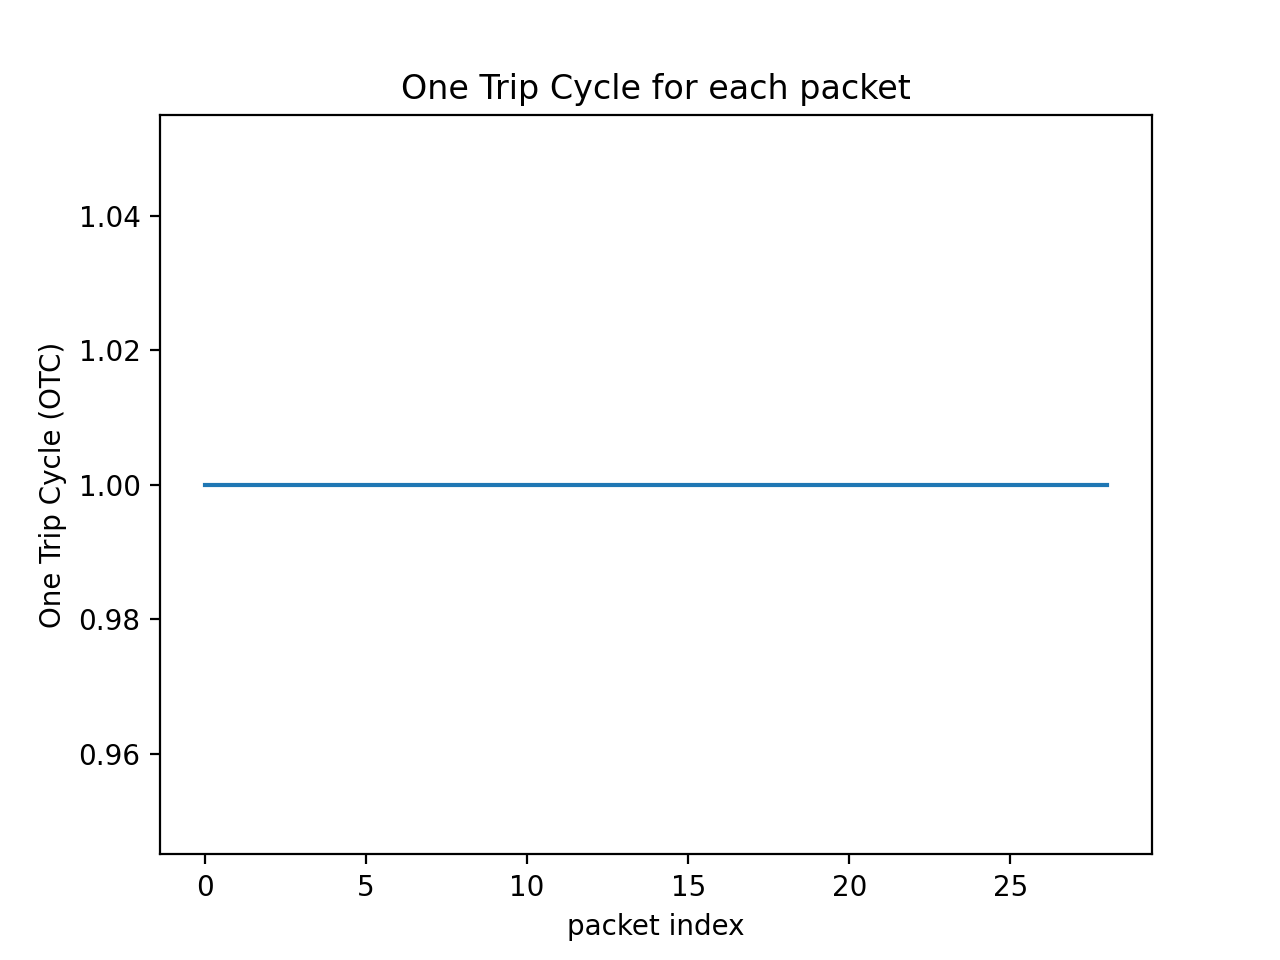 One Trip Cycle for each packet
One Trip Cycle (OTC)
1.04
1.02
1.00
0.98
0.96
0 5 10 15 20 25
packet index